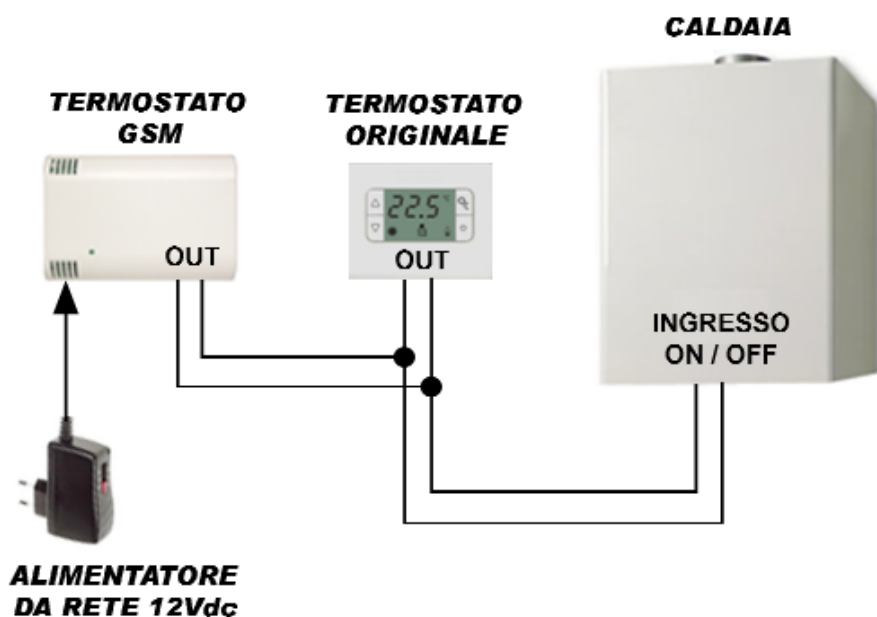 CALDAIA
TERMOSTATO
GSM
TERMOSTATO
ORIGINALE
22.5 °C
OUT
OUT
INGRESSO
ON / OFF
ALIMENTATORE
DA RETE 12Vdc